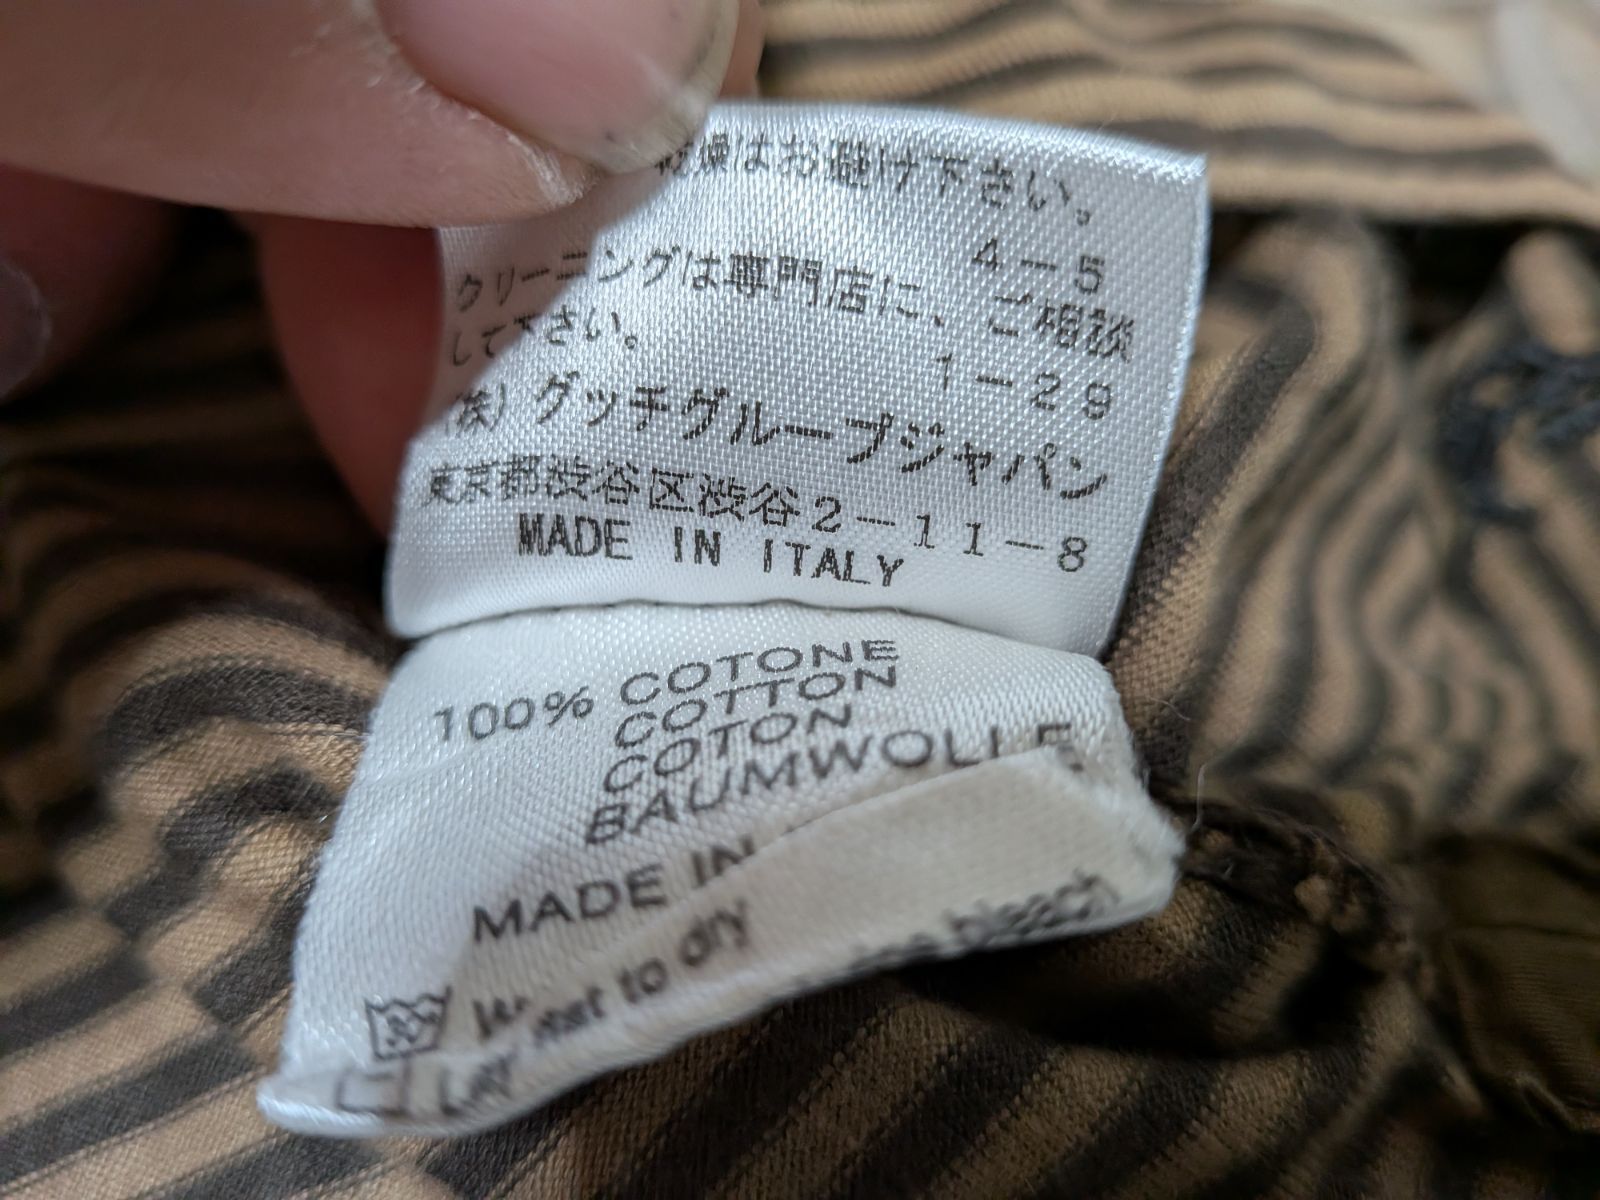 乾燥はお避け下さい。
4-5
クリーニングは専門店に、ご相談
して下さい。
1-29
(株) グッチグループジャパン
東京都渋谷区渋谷2-11-8
MADE IN ITALY
100% COTONE
COTTON
COTON
BAUMWOLLE
MADE IN
30°
Lay flat to dry
bleach